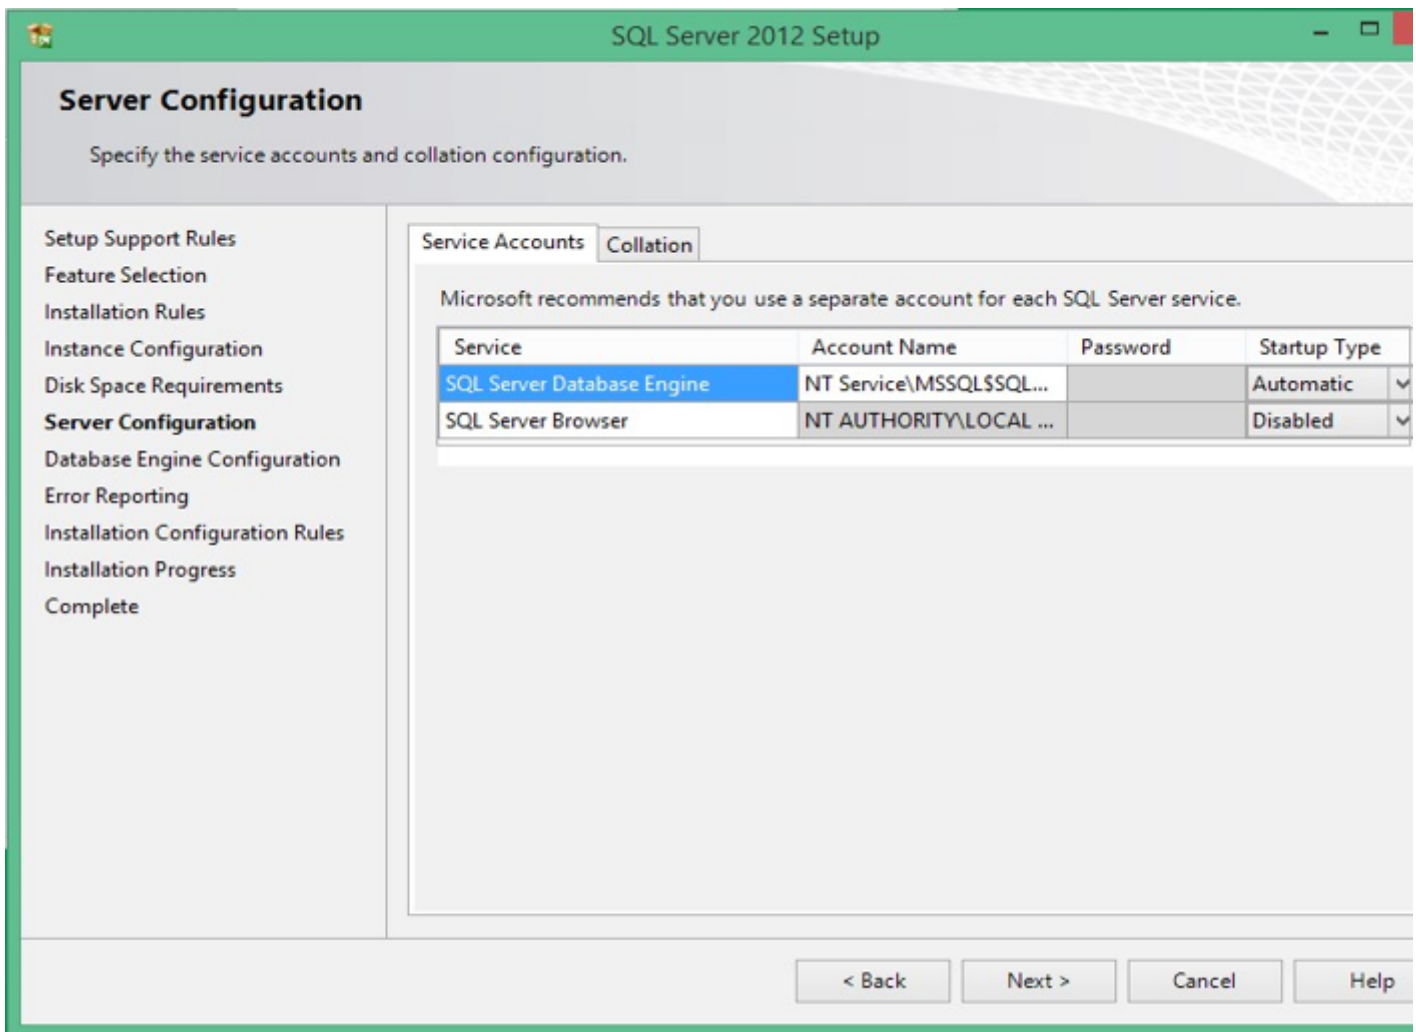 SQL Server 2012 Setup
Server Configuration
Specify the service accounts and collation configuration.
Setup Support Rules
Feature Selection
Installation Rules
Instance Configuration
Disk Space Requirements
Server Configuration
Database Engine Configuration
Error Reporting
Installation Configuration Rules
Installation Progress
Complete
Service Accounts Collation
Microsoft recommends that you use a separate account for each SQL Server service.
Service Account Name Password Startup Type
SQL Server Database Engine NT Service\MSSQL$SQL... Automatic
SQL Server Browser NT AUTHORITY\LOCAL ... Disabled
< Back Next > Cancel Help